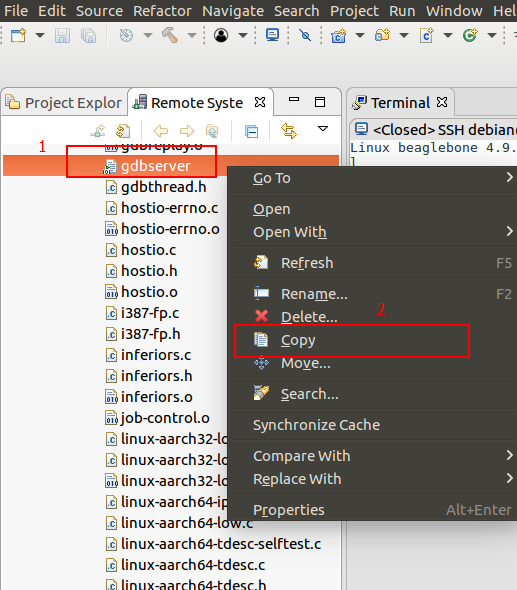 File Edit Source Refactor Navigate Search Project Run Window Help
Project Explor
Remote Syste
Terminal
<Closed> SSH debian
Linux beaglebone 4.9.
1
gdbreplay.o
gdbserver
gdbthread.h
hostio-errno.c
hostio-errno.o
hostio.c
hostio.h
hostio.o
i387-fp.c
i387-fp.h
inferiors.c
inferiors.h
inferiors.o
job-control.o
linux-aarch32-lo
linux-aarch32-lo
linux-aarch32-lo
linux-aarch64-ip
linux-aarch64-low.c
linux-aarch64-tdesc-selftest.c
linux-aarch64-tdesc.c
linux-aarch64-tdesc.h
Go To
Open
Open With
Refresh F5
Rename... F2
Delete...
2
Copy
Move...
Search...
Synchronize Cache
Compare With
Replace With
Properties Alt+Enter